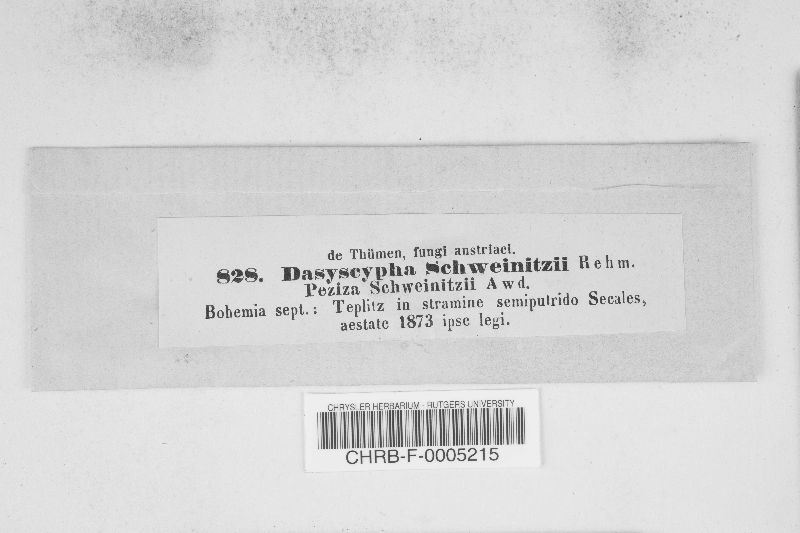 de Thümen, fungi austriaci.
828. Dasyscypha Schweinitzii Rehm.
Peziza Schweinitzii Awd.
Bohemia sept.: Teplitz in stramine semiputrido Secales,
aestate 1873 ipse legi.
CHRYSLER HERBARIUM - RUTGERS UNIVERSITY
CHRB-F-0005215